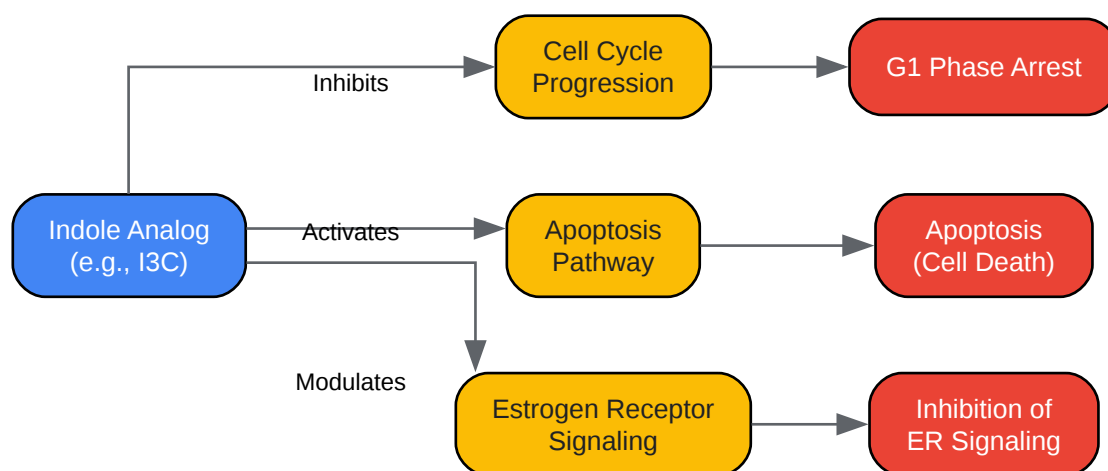 Cell Cycle
Progression
G1 Phase Arrest
Inhibits
Indole Analog
(e.g., I3C)
Activates
Apoptosis
Pathway
Apoptosis
(Cell Death)
Modulates
Estrogen Receptor
Signaling
Inhibition of
ER Signaling